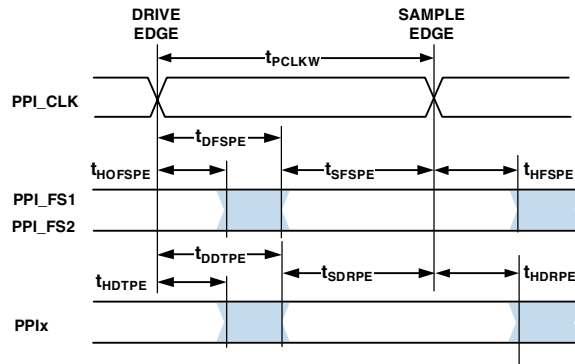 DRIVE EDGE
SAMPLE EDGE
tPCLKW
PPI_CLK
tDFSPE
tHOFSPE
tSFSPE
tHFSPE
PPI_FS1
PPI_FS2
tDDTPE
tHDTPE
tSDRPE
tHDRPE
PPIx